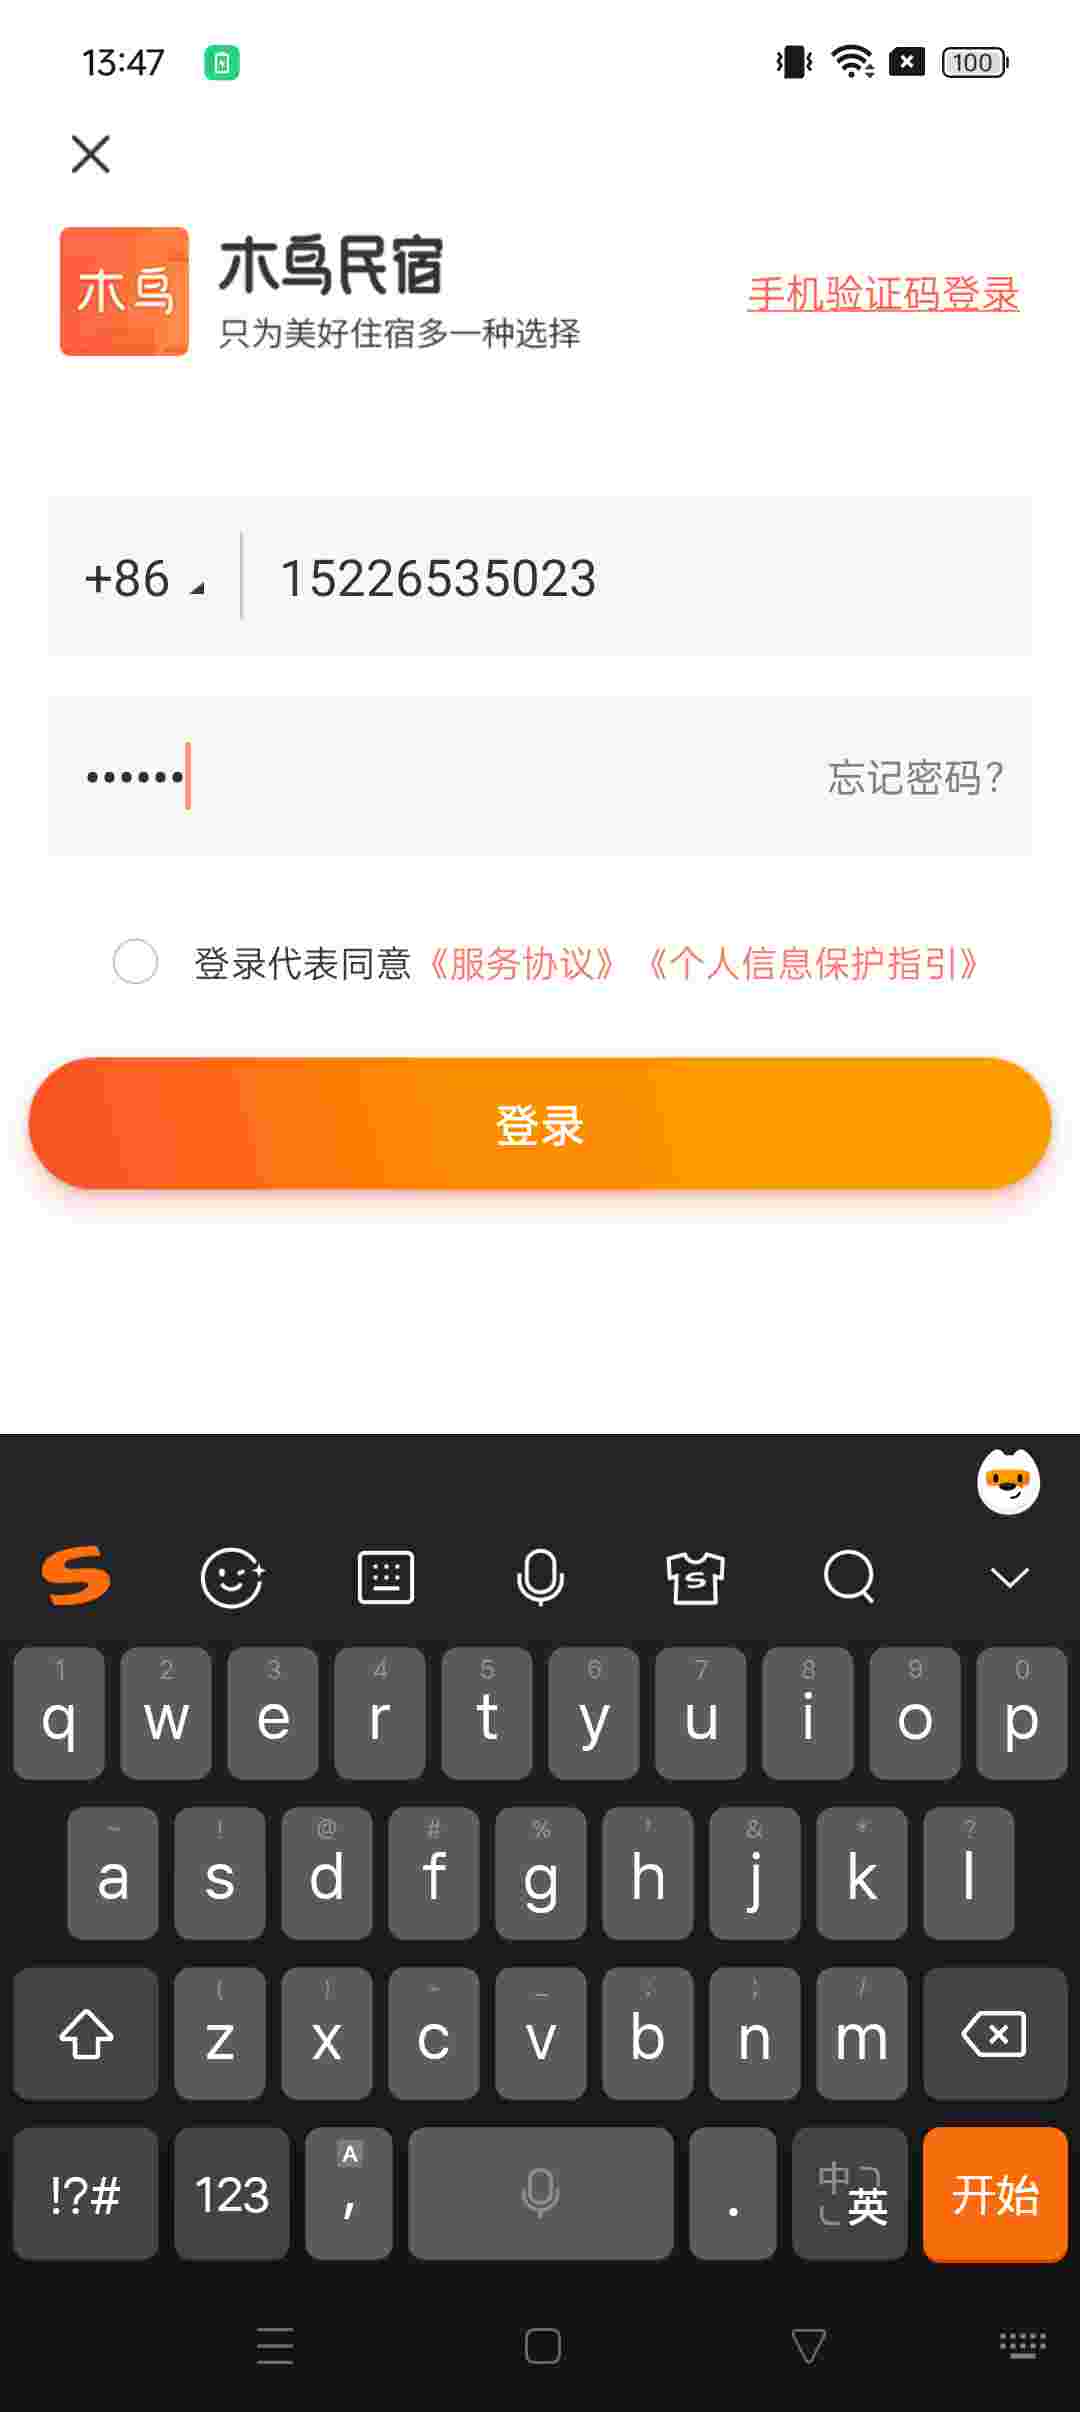 13:47
100
木鸟
木鸟民宿
只为美好住宿多一种选择
手机验证码登录
+86
15226535023
••••••
忘记密码?
登录代表同意《服务协议》《个人信息保护指引》
登录
1 2 3 4 5 6 7 8 9 0
q w e r t y u i o p
~ ! @ # % ' & * ?
a s d f g h j k l
z x c v b n m
!?# 123 , . 中 英 开始